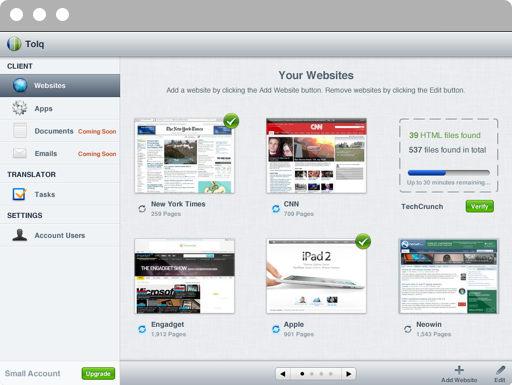 Tolq
CLIENT
Websites
Apps
Documents Coming Soon
Emails Coming Soon
TRANSLATOR
Tasks
SETTINGS
Account Users
Small Account
Upgrade
Your Websites
Add a website by clicking the Add Website button. Remove websites by clicking the Edit button.
The New York Times
New York Times
259 Pages
CNN
CNN
709 Pages
39 HTML files found
537 files found in total
Up to 30 minutes remaining...
TechCrunch
Verify
THE ENGADGET SHOW
Microsoft
Engadget
1,912 Pages
iPad 2
Apple
901 Pages
Neowin
1,343 Pages
Add Website
Edit